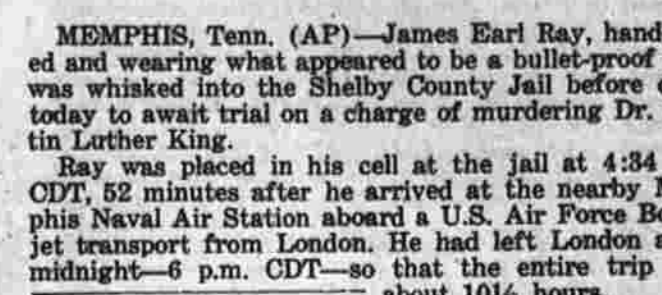 MEMPHIS, Tenn. (AP)—James Earl Ray, hand
ed and wearing what appeared to be a bullet-proof
was whisked into the Shelby County Jail before
today to await trial on a charge of murdering Dr.
tin Luther King.
Ray was placed in his cell at the jail at 4:34
CDT, 52 minutes after he arrived at the nearby
phis Naval Air Station aboard a U.S. Air Force
jet transport from London. He had left London
midnight—6 p.m. CDT—so that the entire trip
about 10½ hours.